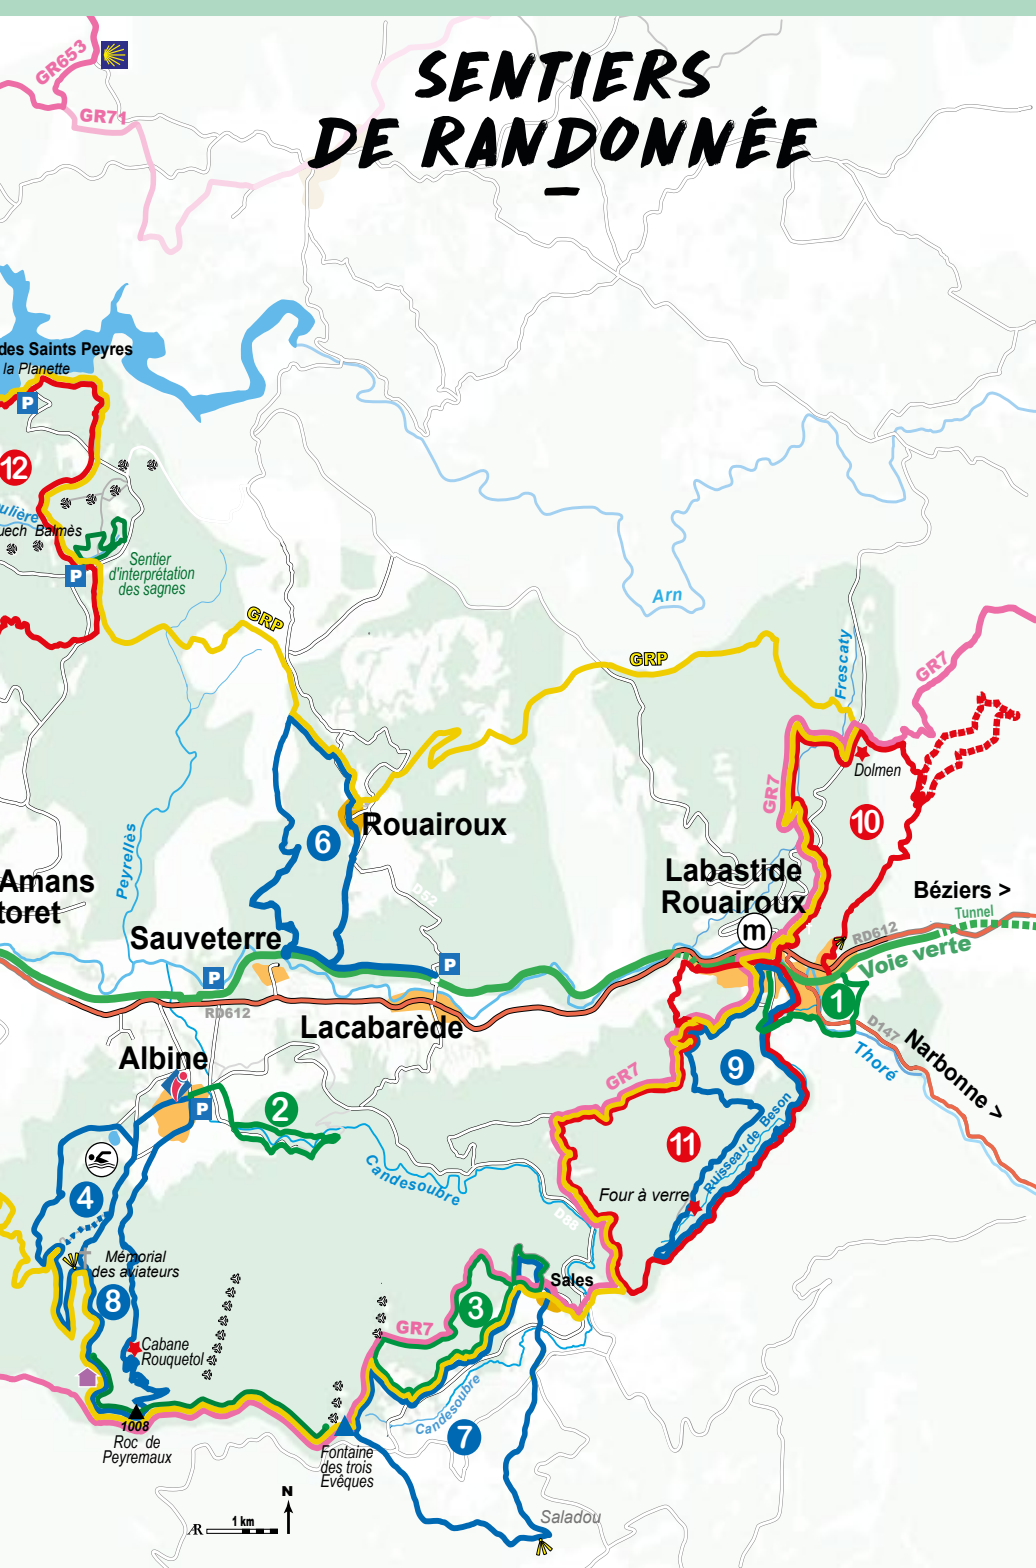 SENTIERS
DE RANDONNÉE
GR653
GR71
des Saints Peyres
la Planette
P
12
ulière
uech Balmès
P
Sentier
d'interprétation
des sagnes
GRP
Arn
GRP
Frescaty
GR7
Dolmen
GR7
10
6
Rouairoux
Peyrellès
D52
Amans
toret
Labastide
Rouairoux
m
Béziers >
Tunnel
RD612
Voie verte
Sauveterre
P
P
RD612
Lacabarède
1
D147
Thoré
Narbonne >
Albine
P
2
GR7
9
11
Ruisseau de Beson
Four à verre
Candesoubre
D88
4
Mémorial
des aviateurs
8
Sales
3
GR7
Cabane
Rouquetol
1008
Roc de
Peyremaux
Candesoubre
7
Fontaine
des trois
Evêques
Saladou
N
1 km